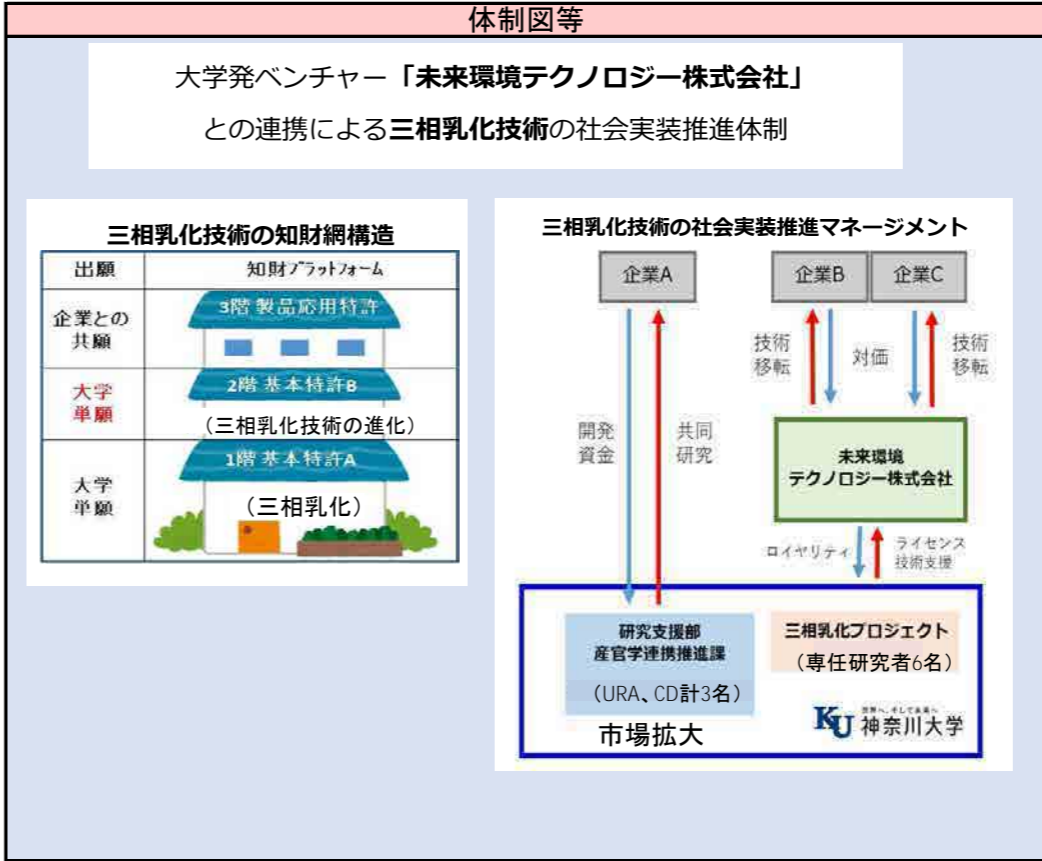 体制図等
大学発ベンチャー「未来環境テクノロジー株式会社」
との連携による三相乳化技術の社会実装推進体制
三相乳化技術の知財網構造
出願
知財プラットフォーム
企業との
共願
3階 製品応用特許
大学
単願
2階 基本特許B
（三相乳化技術の進化）
大学
単願
1階 基本特許A
（三相乳化）
三相乳化技術の社会実装推進マネージメント
企業A
企業B
企業C
技術
移転
対価
技術
移転
開発
資金
共同
研究
未来環境
テクノロジー株式会社
ロイヤリティ
ライセンス
技術支援
研究支援部
産官学連携推進課
（URA、CD計3名）
市場拡大
三相乳化プロジェクト
（専任研究者6名）
KU
世界へ、そして未来へ
神奈川大学